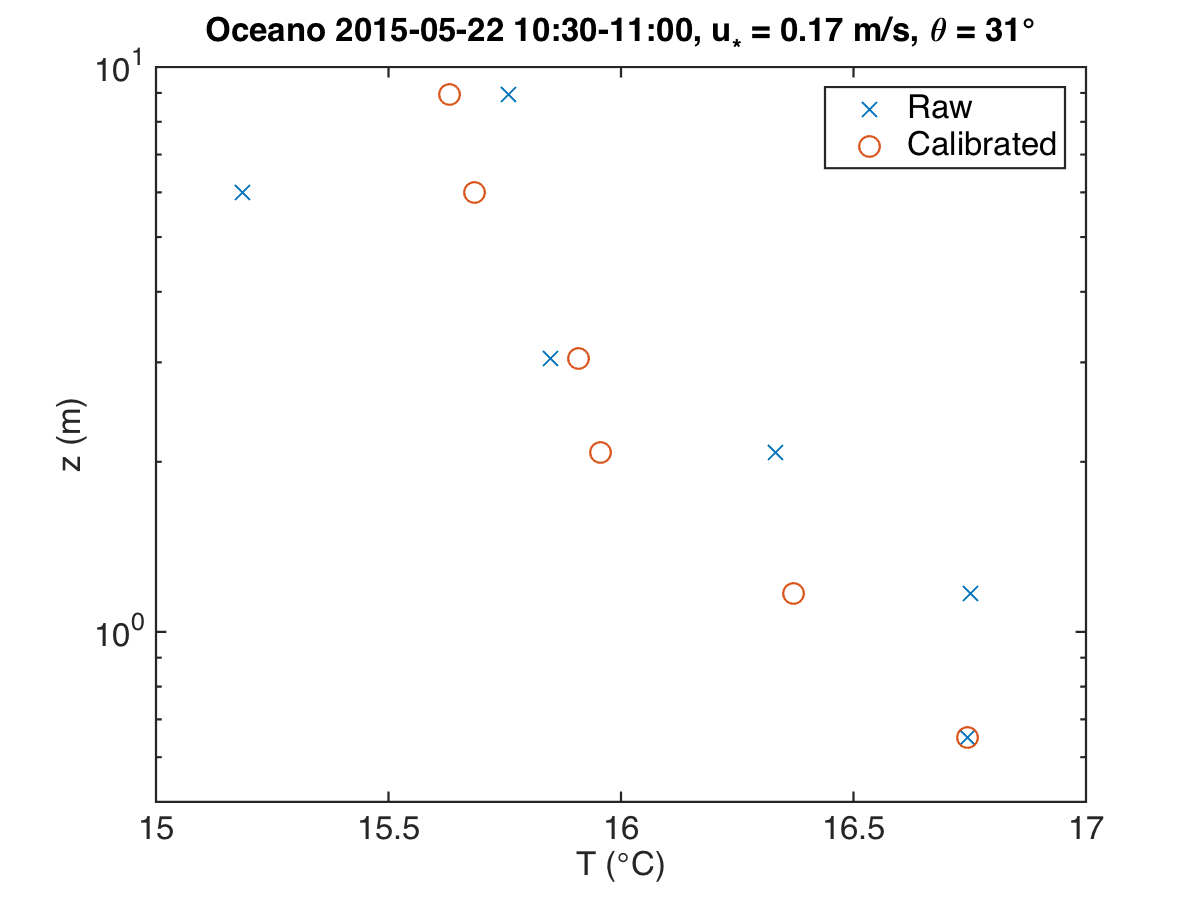 Oceano 2015-05-22 10:30-11:00, u* = 0.17 m/s, θ = 31°
Raw
Calibrated
10¹
10⁰
z (m)
15 15.5 16 16.5 17
T (°C)